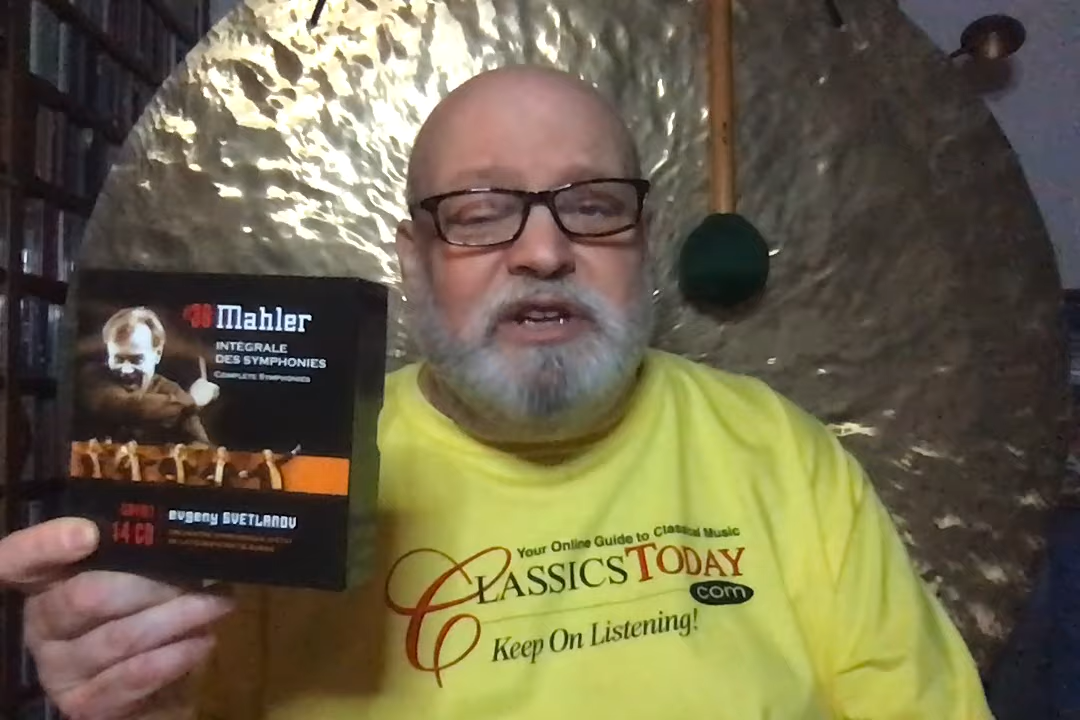 Mahler
INTÉGRALE
DES SYMPHONIES
COMPLETE SYMPHONIES
14 CD
evgeny SVETLANOV
Your Online Guide to Classical Music
CLASSICSTODAY
com
Keep On Listening!